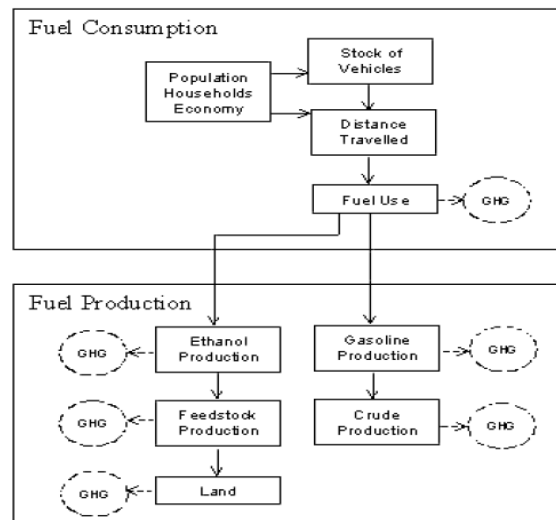 Fuel Consumption
Stock of
Vehicles
Population
Households
Economy
Distance
Travelled
Fuel Use
GHG
Fuel Production
Ethanol
Production
GHG
Gasoline
Production
GHG
Feedstock
Production
GHG
Crude
Production
GHG
Land
GHG